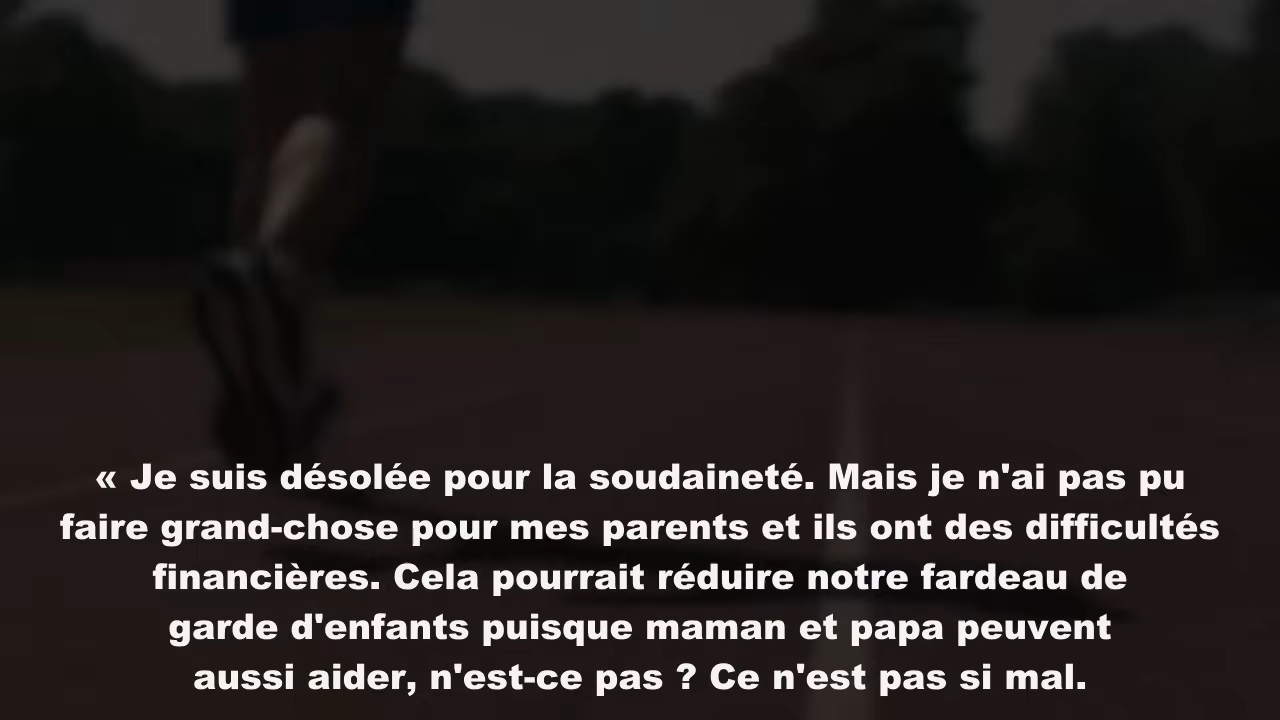 « Je suis désolée pour la soudaineté. Mais je n'ai pas pu
faire grand-chose pour mes parents et ils ont des difficultés
financières. Cela pourrait réduire notre fardeau de
garde d'enfants puisque maman et papa peuvent
aussi aider, n'est-ce pas ? Ce n'est pas si mal.